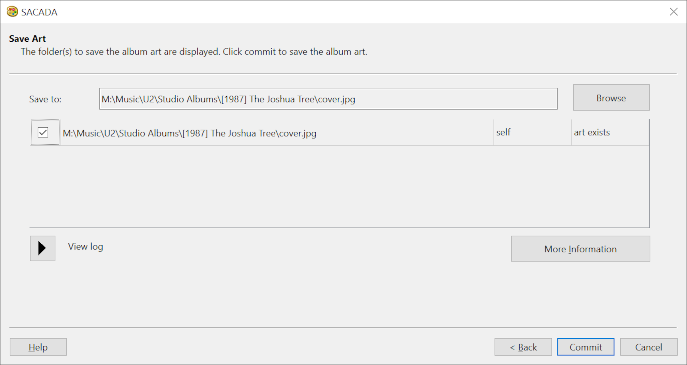 SACADA
Save Art
The folder(s) to save the album art are displayed. Click commit to save the album art.
Save to: M:\Music\U2\Studio Albums\[1987] The Joshua Tree\cover.jpg Browse
M:\Music\U2\Studio Albums\[1987] The Joshua Tree\cover.jpg self art exists
View log More Information
Help < Back Commit Cancel